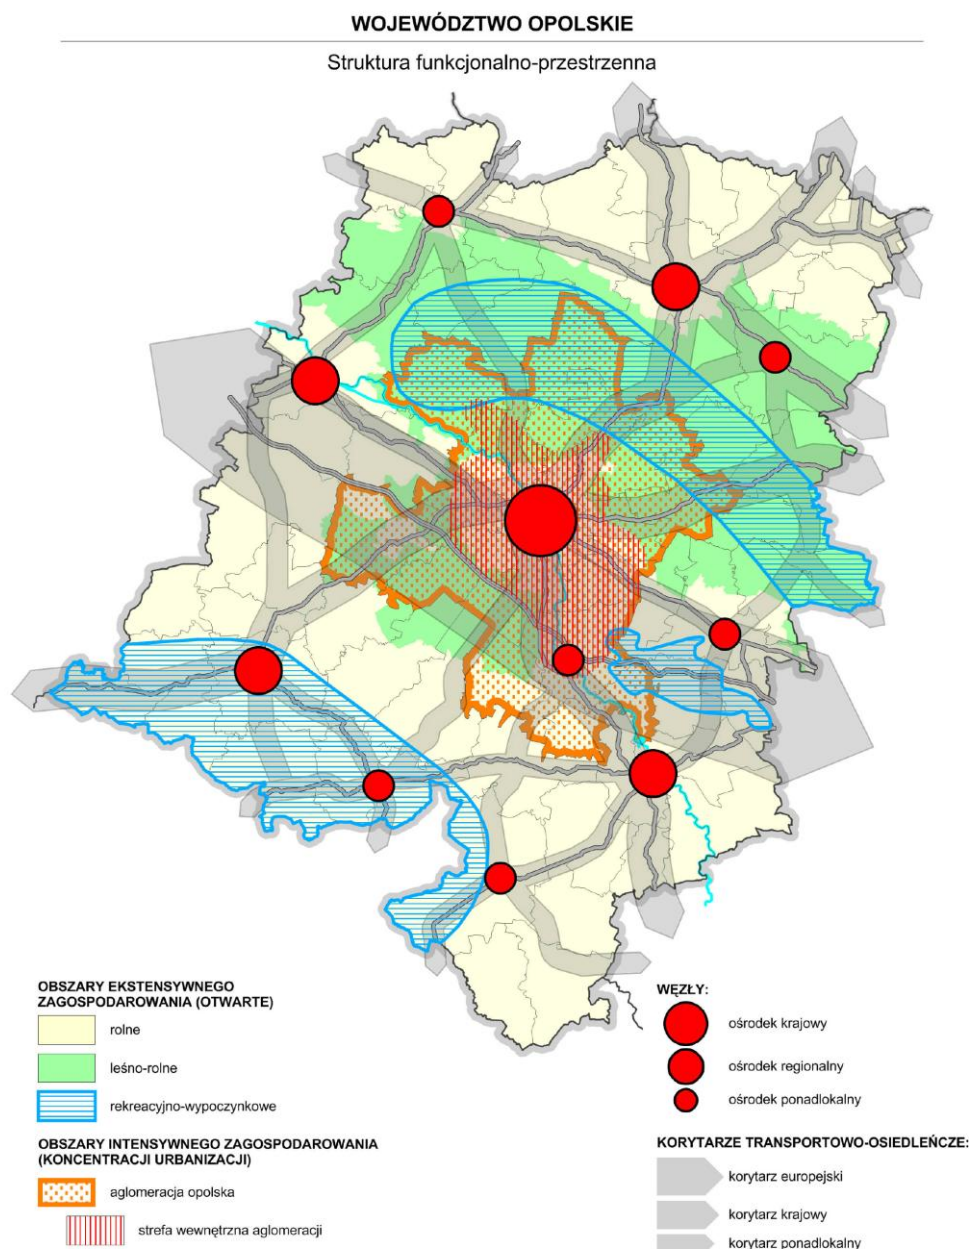 WOJEWÓDZTWO OPOLSKIE
Struktura funkcjonalno-przestrzenna
OBSZARY EKSTENSYWNEGO
ZAGOSPODAROWANIA (OTWARTE)
rolne
leśno-rolne
rekreacyjno-wypoczynkowe
OBSZARY INTENSYWNEGO ZAGOSPODAROWANIA
(KONCENTRACJI URBANIZACJI)
aglomeracja opolska
strefa wewnętrzna aglomeracji
WĘZŁY:
ośrodek krajowy
ośrodek regionalny
ośrodek ponadlokalny
KORYTARZE TRANSPORTOWO-OSIEDLEŃCZE:
korytarz europejski
korytarz krajowy
korytarz ponadlokalny